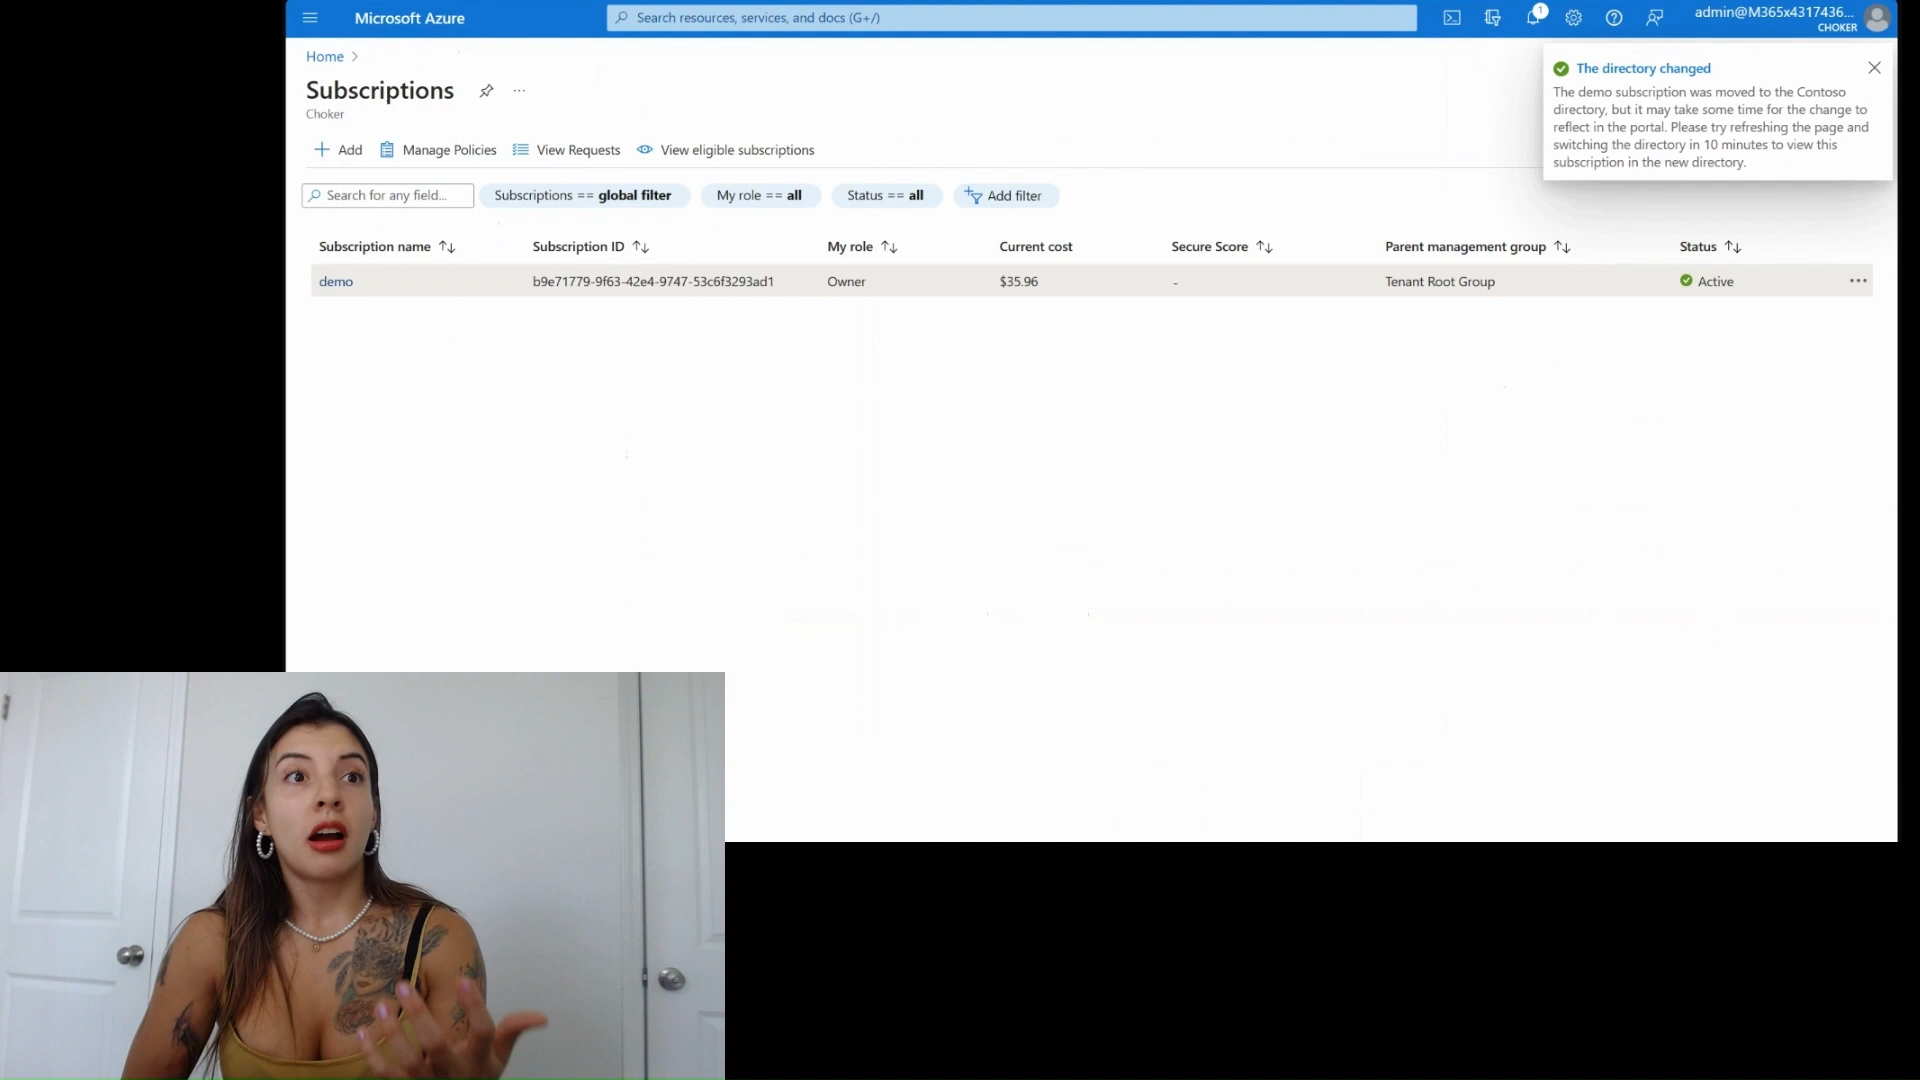 Microsoft Azure
Search resources, services, and docs (G+/)
1
admin@M365x4317436...
CHOKER
Home
Subscriptions
Choker
Add
Manage Policies
View Requests
View eligible subscriptions
The directory changed
The demo subscription was moved to the Contoso
directory, but it may take some time for the change to
reflect in the portal. Please try refreshing the page and
switching the directory in 10 minutes to view this
subscription in the new directory.
Search for any field...
Subscriptions == global filter
My role == all
Status == all
Add filter
Subscription name
Subscription ID
My role
Current cost
Secure Score
Parent management group
Status
demo
b9e71779-9f63-42e4-9747-53c6f3293ad1
Owner
$35.96
-
Tenant Root Group
Active